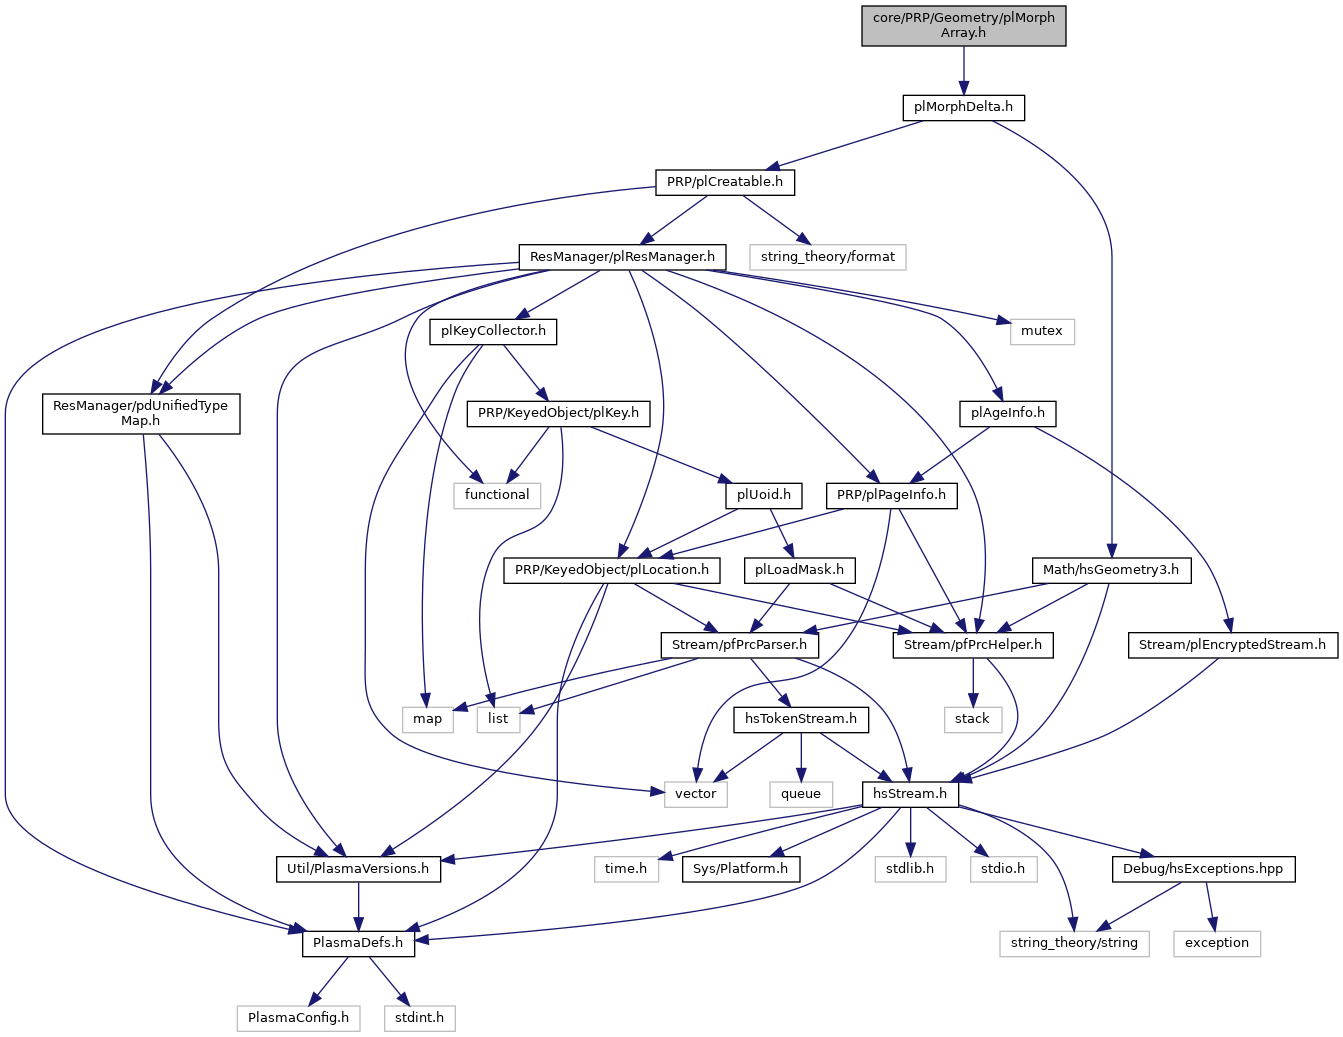 core/PRP/Geometry/plMorph
Array.h
plMorphDelta.h
PRP/plCreatable.h
ResManager/plResManager.h
string_theory/format
plKeyCollector.h
mutex
ResManager/pdUnifiedType
Map.h
PRP/KeyedObject/plKey.h
plAgeInfo.h
functional
plUoid.h
PRP/plPageInfo.h
PRP/KeyedObject/plLocation.h
plLoadMask.h
Math/hsGeometry3.h
Stream/pfPrcParser.h
Stream/pfPrcHelper.h
Stream/plEncryptedStream.h
map
list
hsTokenStream.h
stack
vector
queue
hsStream.h
Util/PlasmaVersions.h
time.h
Sys/Platform.h
stdlib.h
stdio.h
Debug/hsExceptions.hpp
PlasmaDefs.h
string_theory/string
exception
PlasmaConfig.h
stdint.h